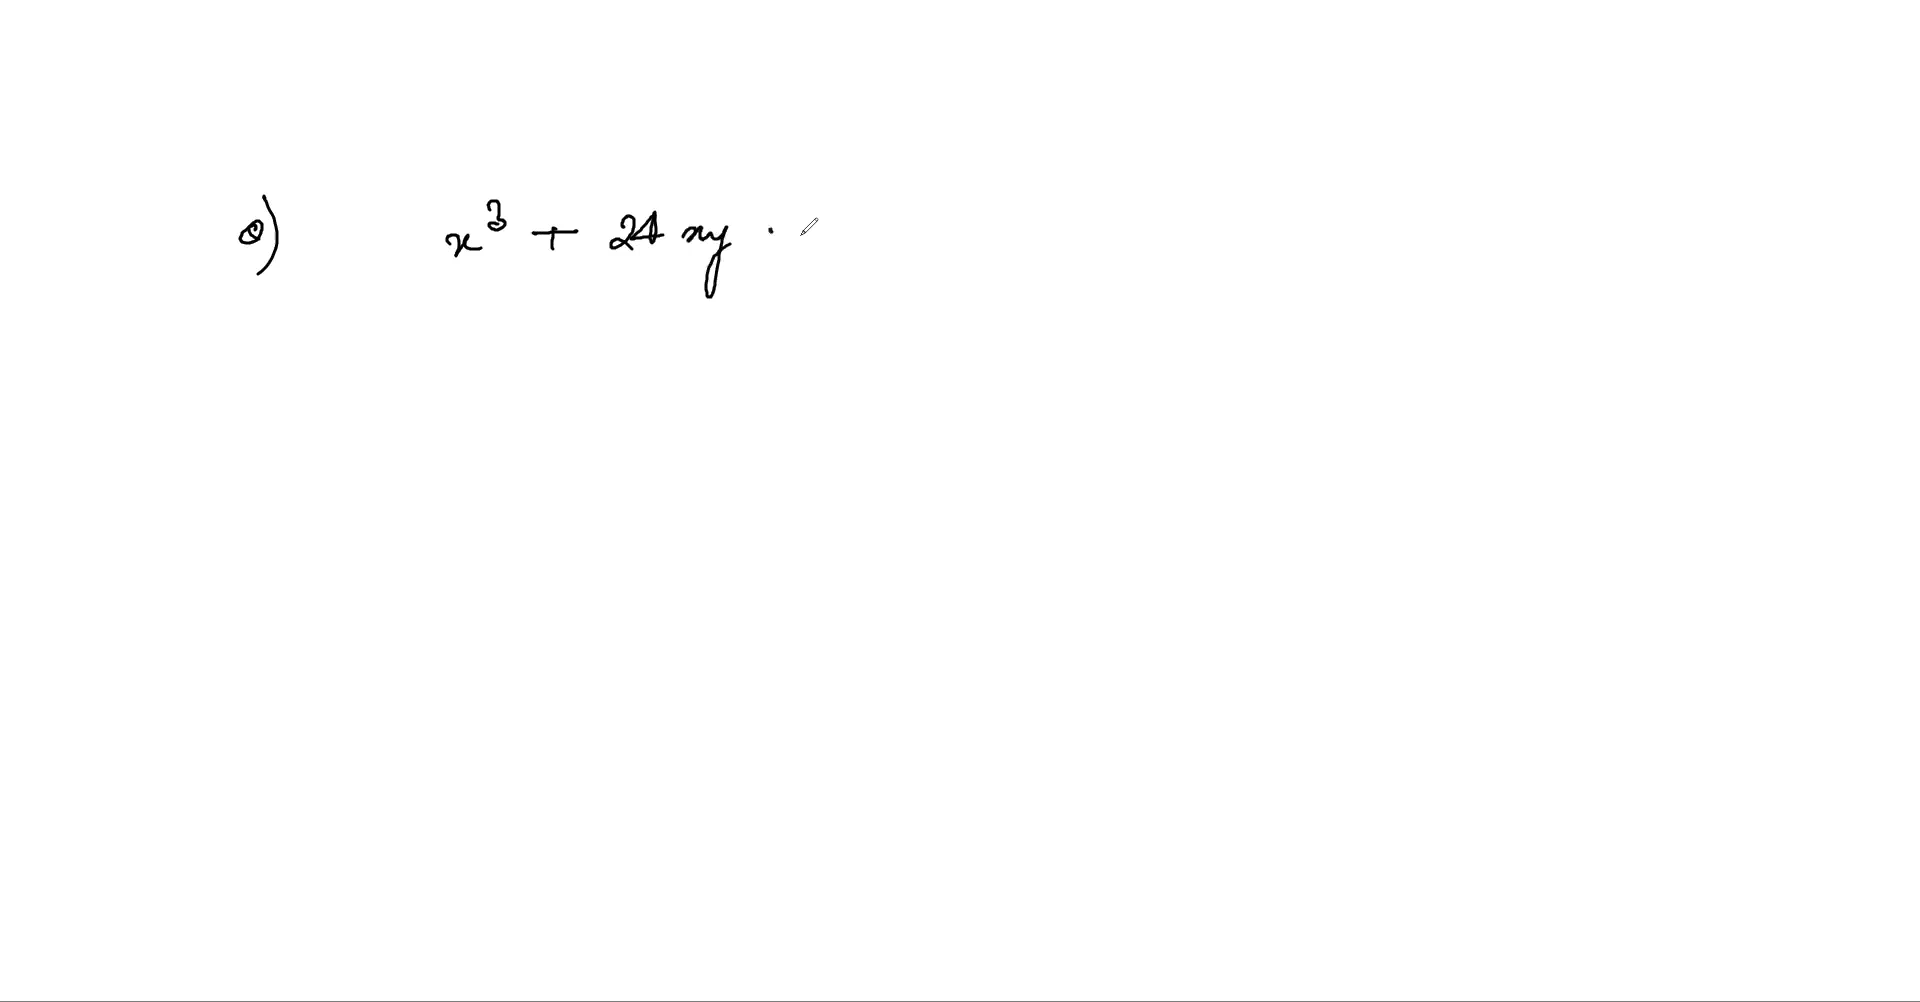 Q) x³ + 24 xy .